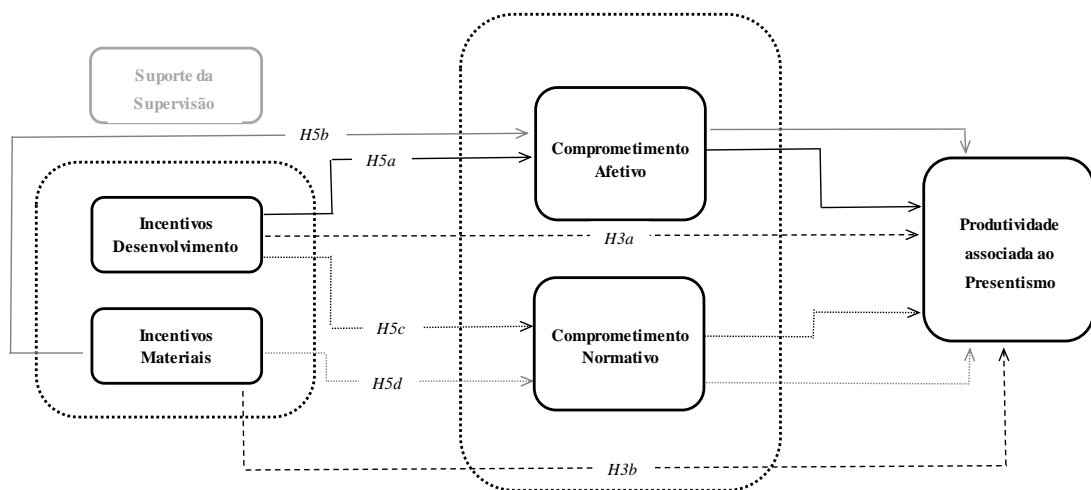 Suporte da
Supervisão
H5b
H5a
Comprometimento
Afetivo
Incentivos
Desenvolvimento
H3a
Produtividade
associada ao
Presentismo
Incentivos
Materiais
H5c
Comprometimento
Normativo
H5d
H3b